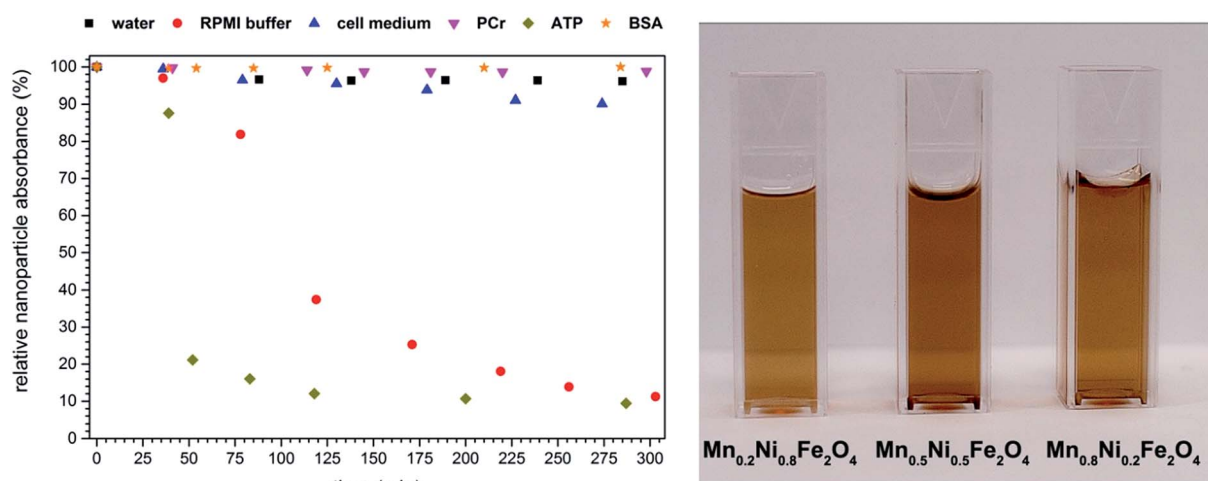 water RPMI buffer cell medium PCr ATP BSA
relative nanoparticle absorbance (%)
100
90
80
70
60
50
40
30
20
10
0
0 25 50 75 100 125 150 175 200 225 250 275 300
Mn₀.₂Ni₀.₈Fe₂O₄ Mn₀.₅Ni₀.₅Fe₂O₄ Mn₀.₈Ni₀.₂Fe₂O₄